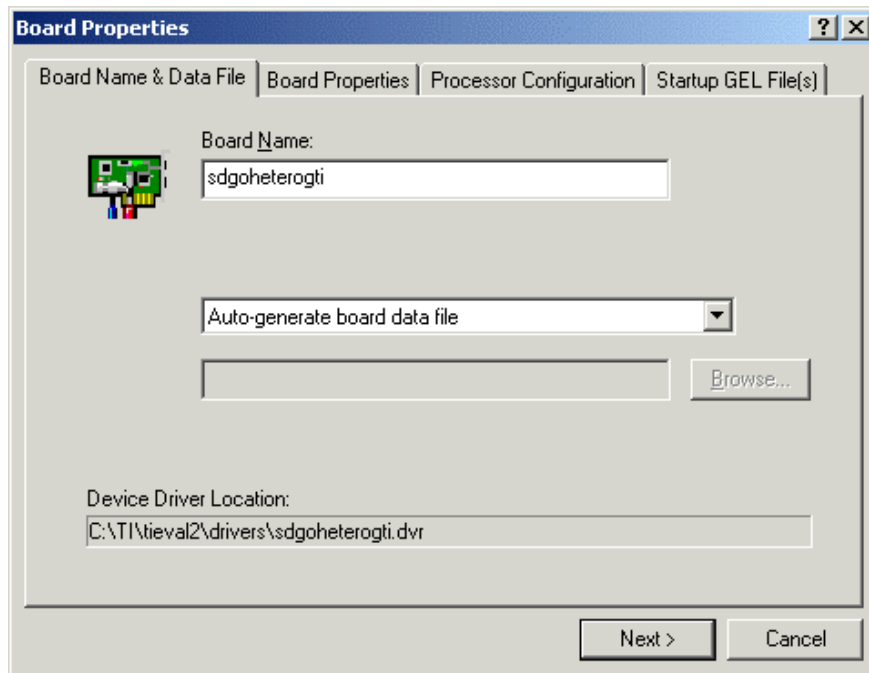 Board Properties
Board Name & Data File Board Properties Processor Configuration Startup GEL File(s)
Board Name:
sdgoheterogti
Auto-generate board data file
Browse...
Device Driver Location:
C:\TI\tieval2\drivers\sdgoheterogti.dvr
Next > Cancel